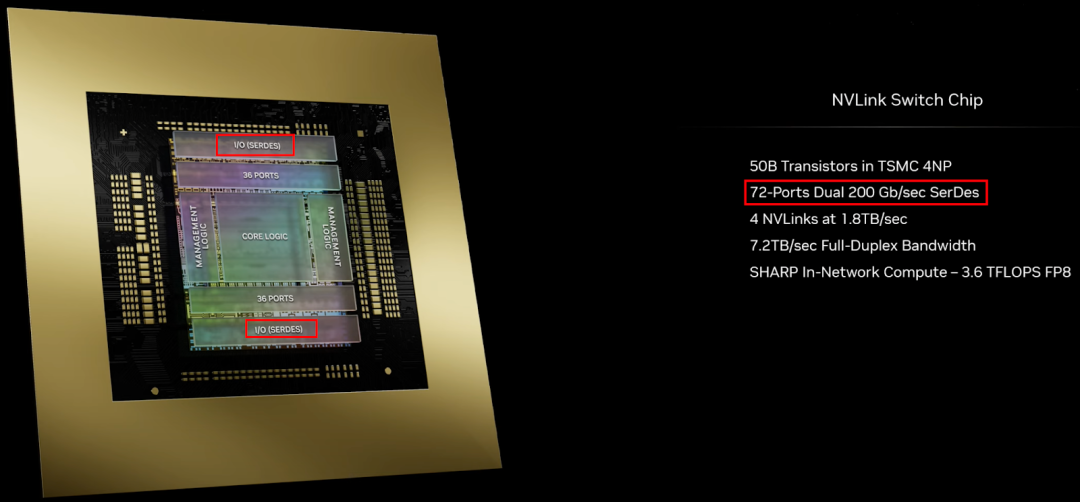 I/O (SERDES)
36 PORTS
MANAGEMENT
LOGIC
CORE LOGIC
MANAGEMENT
LOGIC
36 PORTS
I/O (SERDES)
NVLink Switch Chip
50B Transistors in TSMC 4NP
72-Ports Dual 200 Gb/sec SerDes
4 NVLinks at 1.8TB/sec
7.2TB/sec Full-Duplex Bandwidth
SHARP In-Network Compute – 3.6 TFLOPS FP8